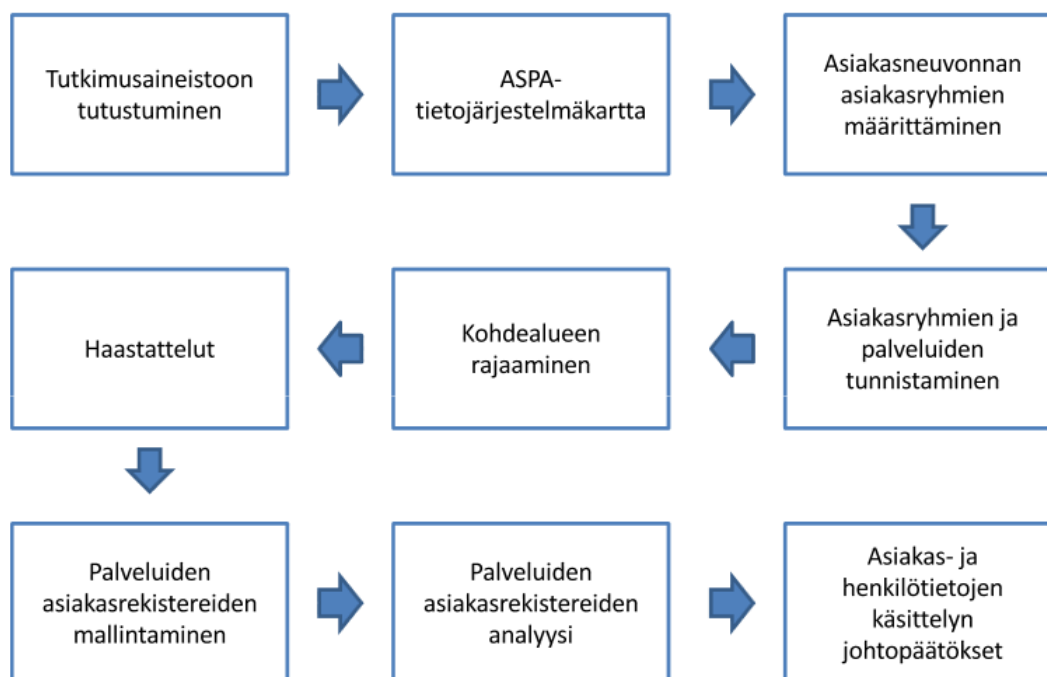 Tutkimusaineistoon
tutustuminen
ASPA-
tietojärjestelmäkartta
Asiakasneuvonnan
asiakasryhmien
määrittäminen
Asiakasryhmien ja
palveluiden
tunnistaminen
Kohdealueen
rajaaminen
Haastattelut
Palveluiden
asiakasrekistereiden
mallintaminen
Palveluiden
asiakasrekistereiden
analyysi
Asiakas- ja
henkilötietojen
käsittelyn
johtopäätökset